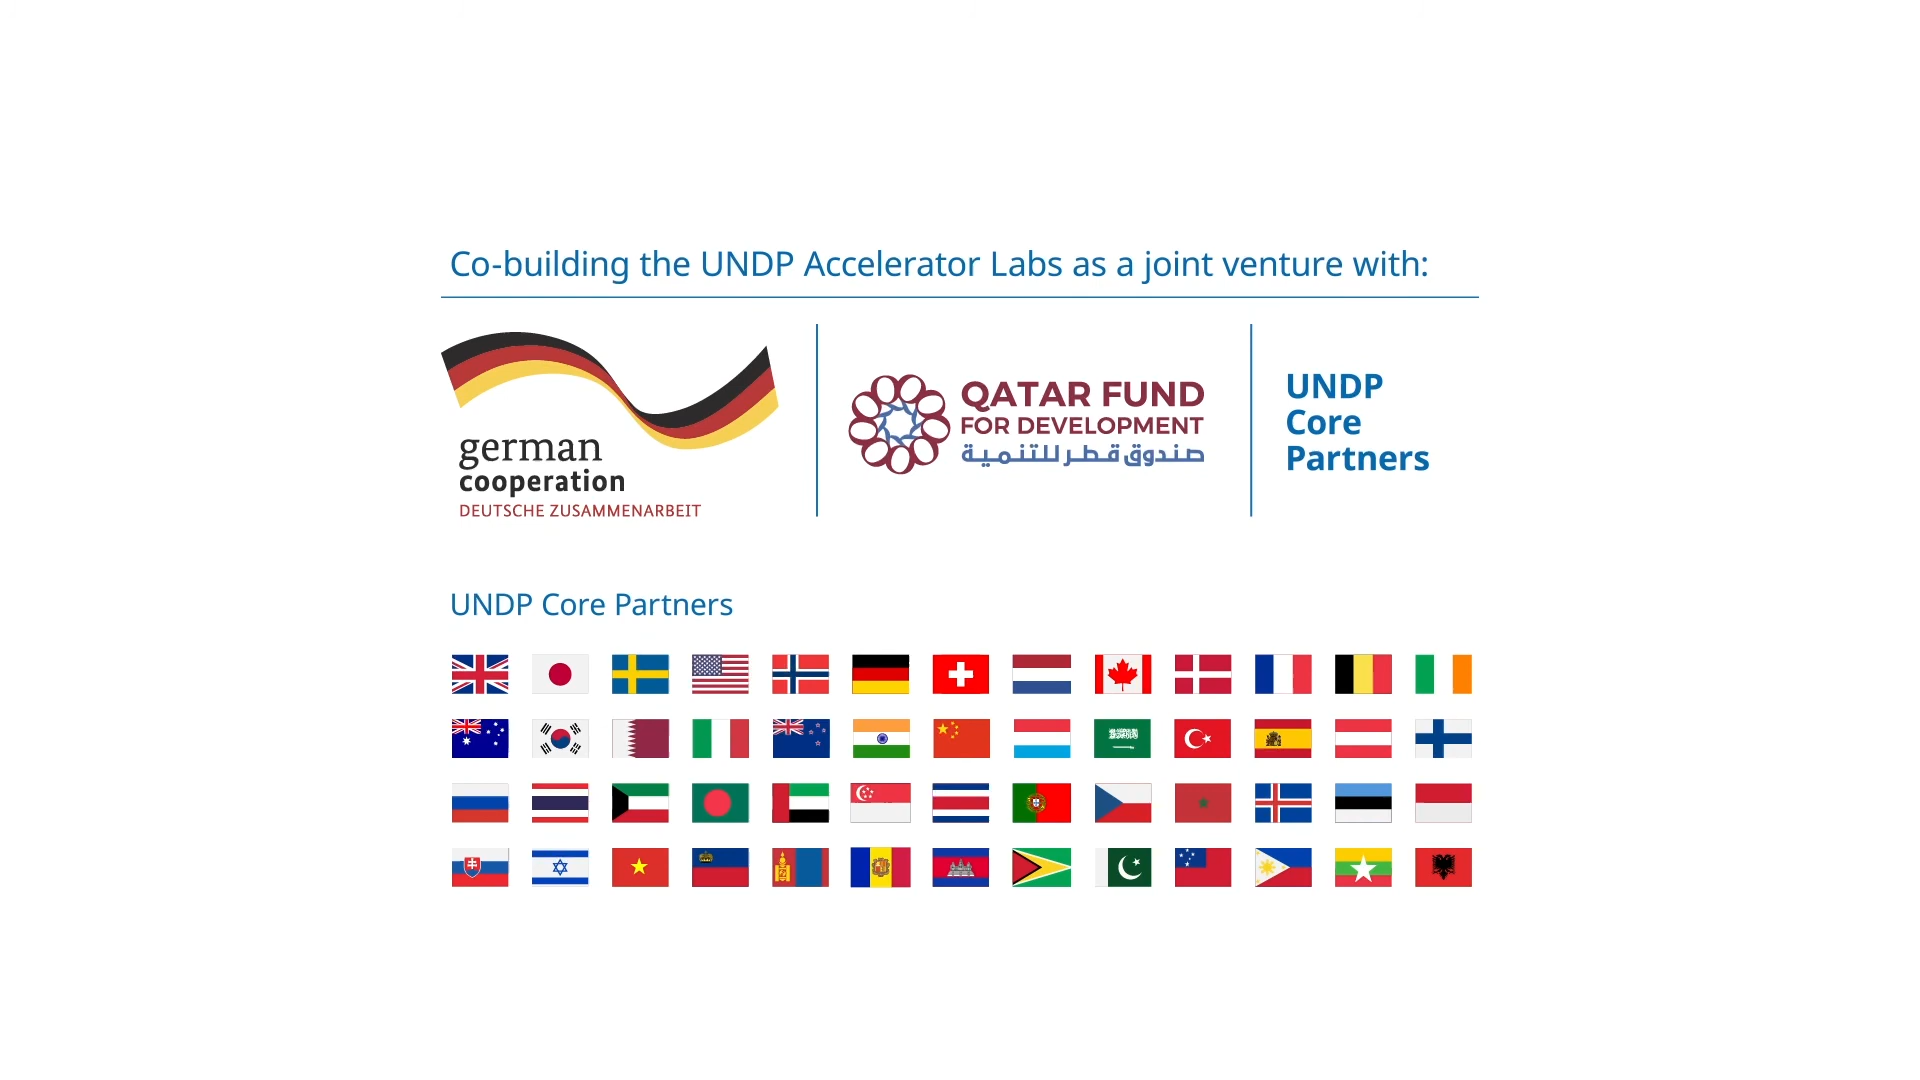 Co-building the UNDP Accelerator Labs as a joint venture with:
german
cooperation
DEUTSCHE ZUSAMMENARBEIT
QATAR FUND
FOR DEVELOPMENT
صندوق قطر للتنمية
UNDP
Core
Partners
UNDP Core Partners